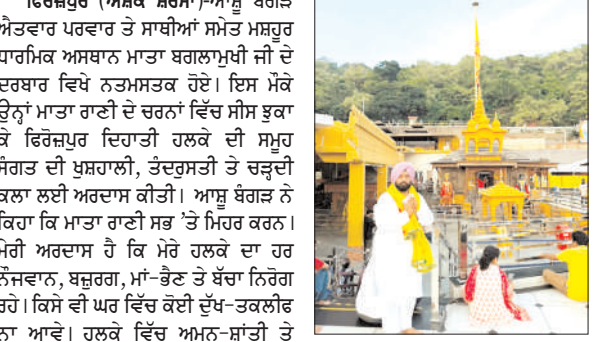 ਫਿਰੋਜ਼ਪੁਰ (ਅਸ਼ੋਕ ਸ਼ਰਮਾ)-ਆਸ਼ੂ ਬੰਗੜ
ਐਤਵਾਰ ਪਰਵਾਰ ਤੇ ਸਾਥੀਆਂ ਸਮੇਤ ਮਸ਼ਹੂਰ
ਧਾਰਮਿਕ ਅਸਥਾਨ ਮਾਤਾ ਬਗਲਾਮੁਖੀ ਜੀ ਦੇ
ਦਰਬਾਰ ਵਿਖੇ ਨਤਮਸਤਕ ਹੋਏ। ਇਸ ਮੌਕੇ
ਉਨ੍ਹਾਂ ਮਾਤਾ ਰਾਣੀ ਦੇ ਚਰਨਾਂ ਵਿੱਚ ਸੀਸ ਝੁਕਾ
ਕੇ ਫਿਰੋਜ਼ਪੁਰ ਦਿਹਾਤੀ ਹਲਕੇ ਦੀ ਸਮੂਹ
ਸੰਗਤ ਦੀ ਖੁਸ਼ਹਾਲੀ, ਤੰਦਰੁਸਤੀ ਤੇ ਚੜ੍ਹਦੀ
ਕਲਾ ਲਈ ਅਰਦਾਸ ਕੀਤੀ। ਆਸ਼ੂ ਬੰਗੜ ਨੇ
ਕਿਹਾ ਕਿ ਮਾਤਾ ਰਾਣੀ ਸਭ 'ਤੇ ਮਿਹਰ ਕਰਨ।
ਮੇਰੀ ਅਰਦਾਸ ਹੈ ਕਿ ਮੇਰੇ ਹਲਕੇ ਦਾ ਹਰ
ਨੌਜਵਾਨ, ਬਜ਼ੁਰਗ, ਮਾਂ-ਭੈਣ ਤੇ ਬੱਚਾ ਨਿਰੋਗ
ਰਹੇ। ਕਿਸੇ ਵੀ ਘਰ ਵਿੱਚ ਕੋਈ ਦੁੱਖ-ਤਕਲੀਫ
ਨਾ ਆਵੇ। ਹਲਕੇ ਵਿੱਚ ਅਮਨ-ਸ਼ਾਂਤੀ ਤੇ